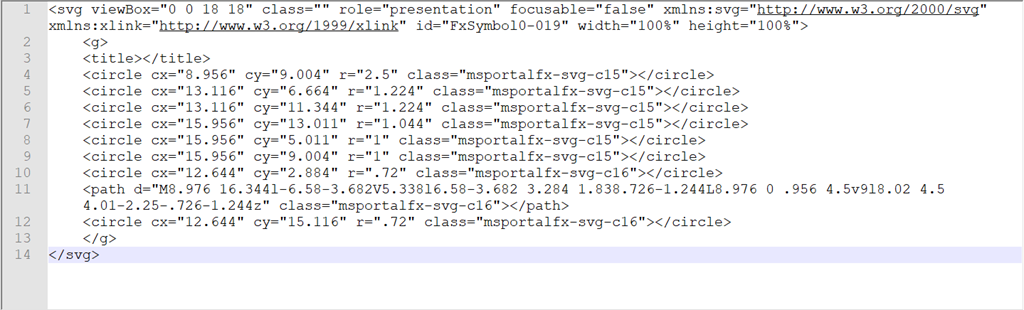 1 <svg viewBox="0 0 18 18" class="" role="presentation" focusable="false" xmlns:svg="http://www.w3.org/2000/svg"
xmlns:xlink="http://www.w3.org/1999/xlink" id="FxSymbol0-019" width="100%" height="100%">
2 <g>
3 <title></title>
4 <circle cx="8.956" cy="9.004" r="2.5" class="msportalfx-svg-c15"></circle>
5 <circle cx="13.116" cy="6.664" r="1.224" class="msportalfx-svg-c15"></circle>
6 <circle cx="13.116" cy="11.344" r="1.224" class="msportalfx-svg-c15"></circle>
7 <circle cx="15.956" cy="13.011" r="1.044" class="msportalfx-svg-c15"></circle>
8 <circle cx="15.956" cy="5.011" r="1" class="msportalfx-svg-c15"></circle>
9 <circle cx="15.956" cy="9.004" r="1" class="msportalfx-svg-c15"></circle>
10 <circle cx="12.644" cy="2.884" r=".72" class="msportalfx-svg-c16"></circle>
11 <path d="M8.976 16.344l-6.58-3.682V5.338l6.58-3.682 3.284 1.838.726-1.244L8.976 0 .956 4.5v9l8.02 4.5
4.01-2.25-.726-1.244z" class="msportalfx-svg-c16"></path>
12 <circle cx="12.644" cy="15.116" r=".72" class="msportalfx-svg-c16"></circle>
13 </g>
14 </svg>